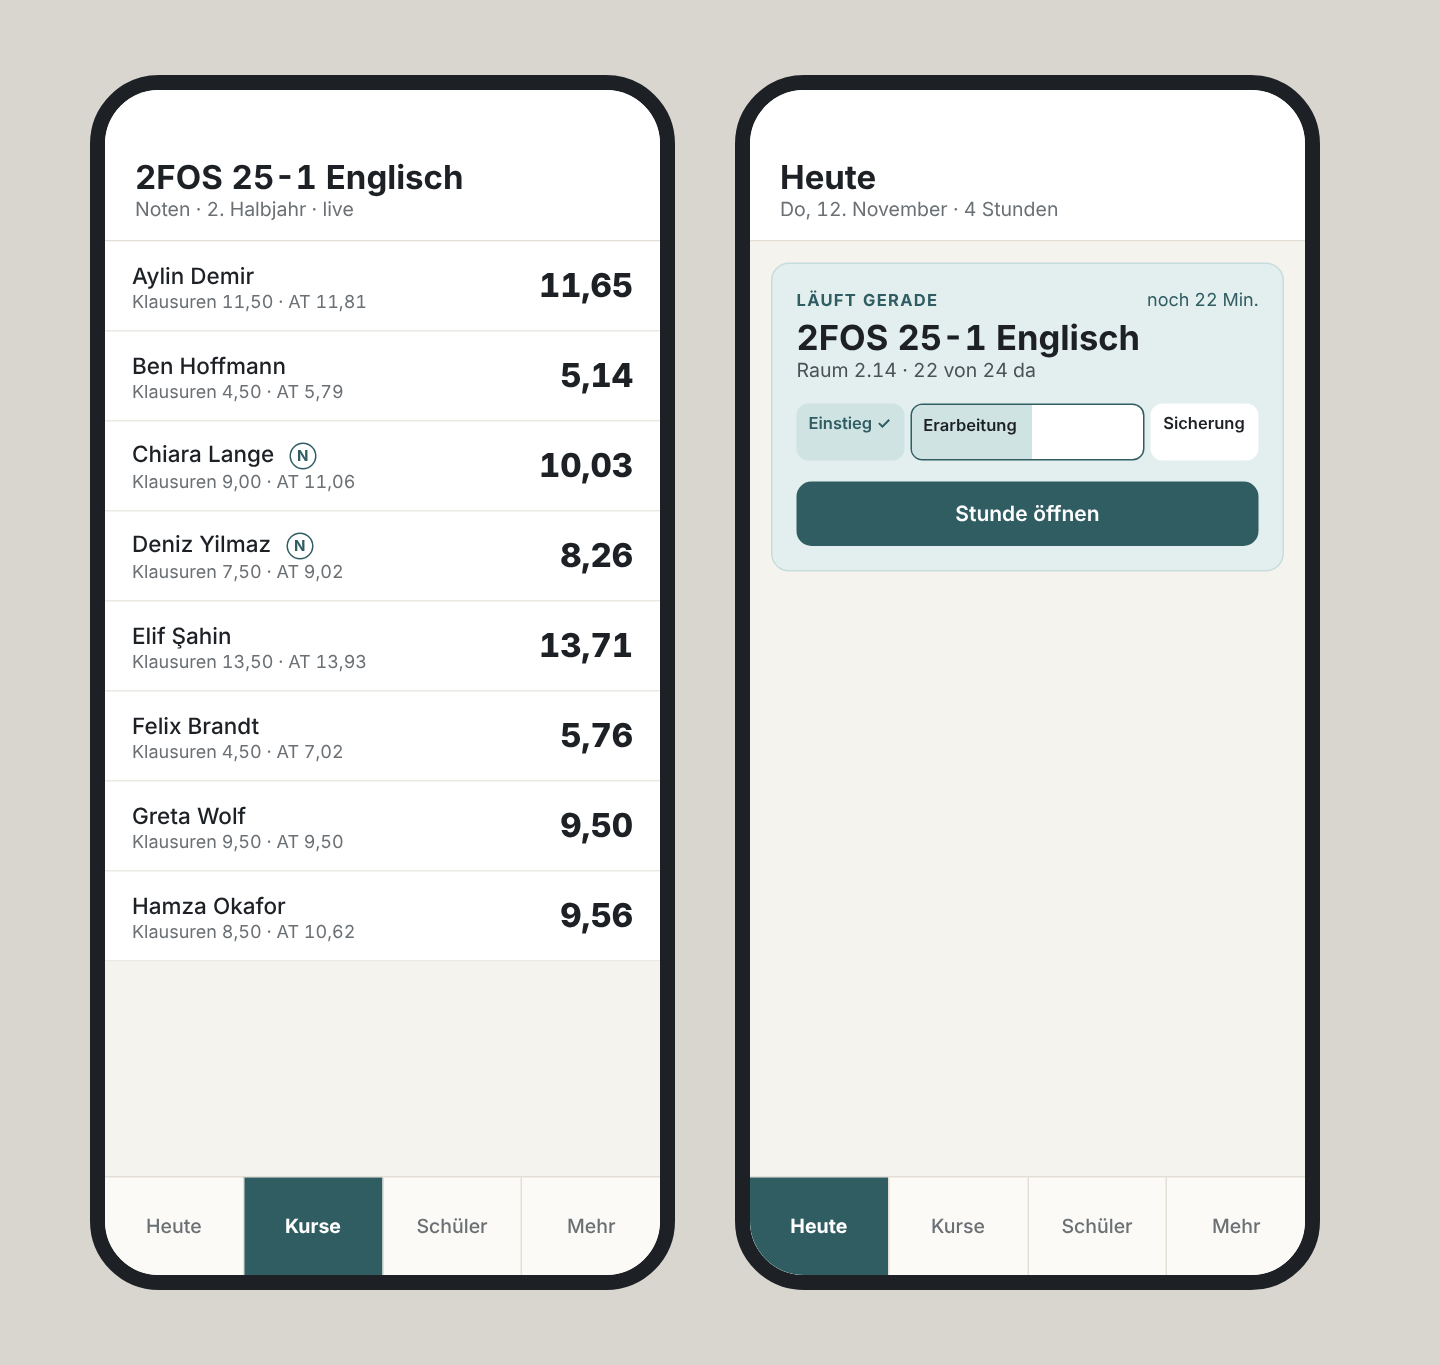 2FOS 25-1 Englisch
Noten · 2. Halbjahr · live
Aylin Demir
Klausuren 11,50 · AT 11,81
11,65
Ben Hoffmann
Klausuren 4,50 · AT 5,79
5,14
Chiara Lange N
Klausuren 9,00 · AT 11,06
10,03
Deniz Yilmaz N
Klausuren 7,50 · AT 9,02
8,26
Elif Şahin
Klausuren 13,50 · AT 13,93
13,71
Felix Brandt
Klausuren 4,50 · AT 7,02
5,76
Greta Wolf
Klausuren 9,50 · AT 9,50
9,50
Hamza Okafor
Klausuren 8,50 · AT 10,62
9,56
Heute Kurse Schüler Mehr
Heute
Do, 12. November · 4 Stunden
LÄUFT GERADE noch 22 Min.
2FOS 25-1 Englisch
Raum 2.14 · 22 von 24 da
Einstieg ✓ Erarbeitung Sicherung
Stunde öffnen
Heute Kurse Schüler Mehr